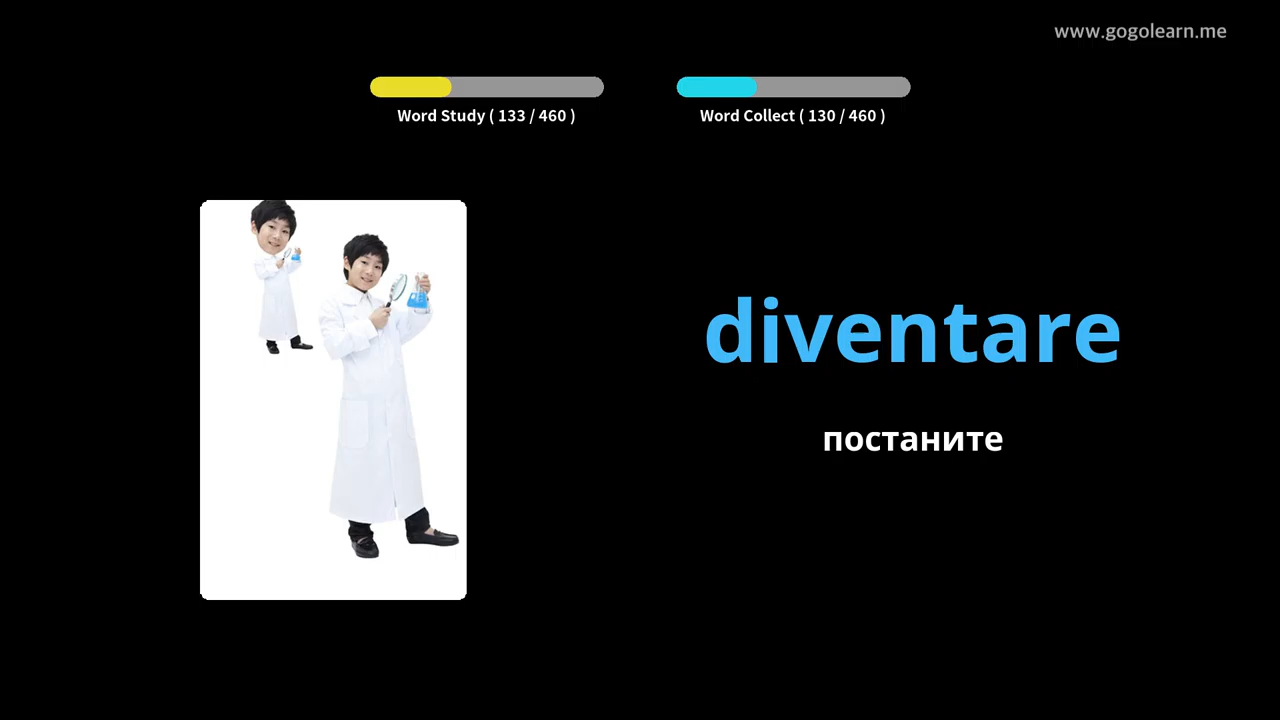 www.gogolearn.me
Word Study ( 133 / 460 )
Word Collect ( 130 / 460 )
diventare
постаните